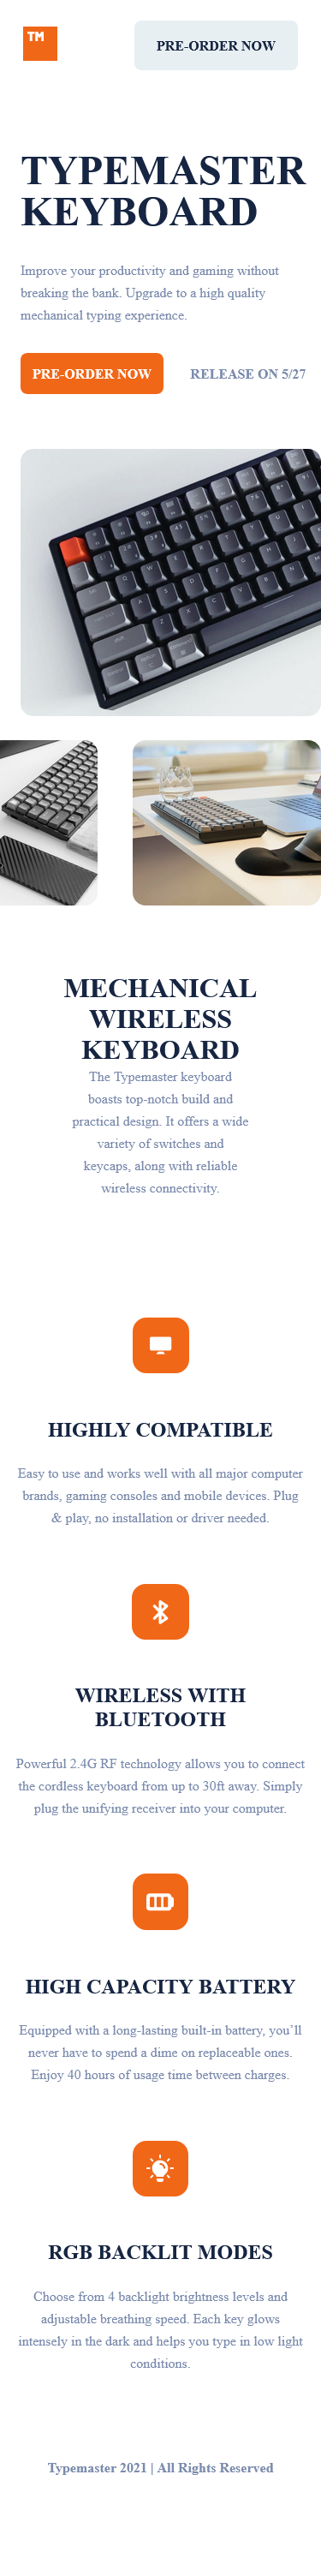 TM
PRE-ORDER NOW
TYPEMASTER
KEYBOARD
Improve your productivity and gaming without
breaking the bank. Upgrade to a high quality
mechanical typing experience.
PRE-ORDER NOW
RELEASE ON 5/27
MECHANICAL
WIRELESS
KEYBOARD
The Typemaster keyboard
boasts top-notch build and
practical design. It offers a wide
variety of switches and
keycaps, along with reliable
wireless connectivity.
HIGHLY COMPATIBLE
Easy to use and works well with all major computer
brands, gaming consoles and mobile devices. Plug
& play, no installation or driver needed.
WIRELESS WITH
BLUETOOTH
Powerful 2.4G RF technology allows you to connect
the cordless keyboard from up to 30ft away. Simply
plug the unifying receiver into your computer.
HIGH CAPACITY BATTERY
Equipped with a long-lasting built-in battery, you’ll
never have to spend a dime on replaceable ones.
Enjoy 40 hours of usage time between charges.
RGB BACKLIT MODES
Choose from 4 backlight brightness levels and
adjustable breathing speed. Each key glows
intensely in the dark and helps you type in low light
conditions.
Typemaster 2021 | All Rights Reserved